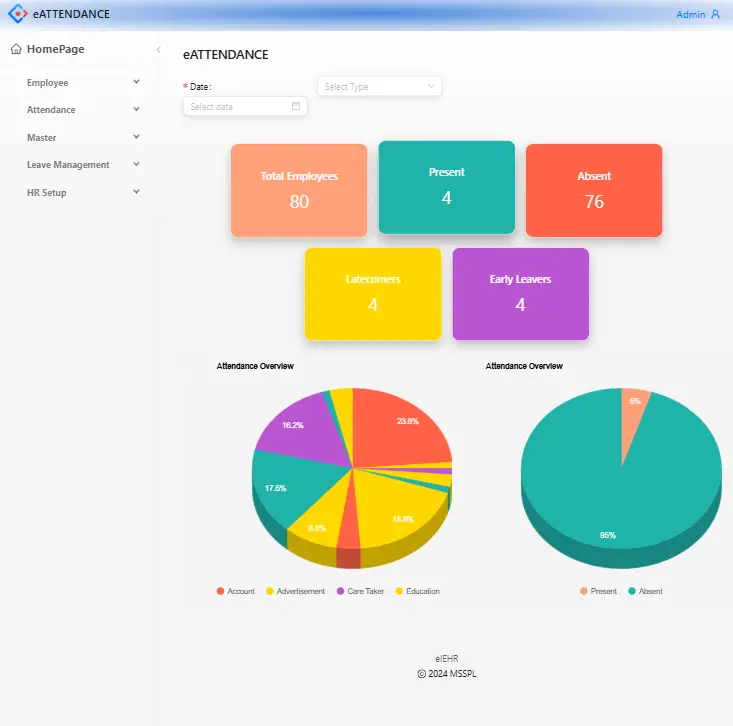 eATTENDANCE
Admin
HomePage
Employee
Attendance
Master
Leave Management
HR Setup
eATTENDANCE
* Date:
Select Type
Select date
Total Employees
80
Present
4
Absent
76
Latecomers
4
Early Leavers
4
Attendance Overview
23.8%
18.8%
8.8%
17.5%
16.2%
Account
Advertisement
Care Taker
Education
Attendance Overview
5%
95%
Present
Absent
eIEHR
© 2024 MSSPL